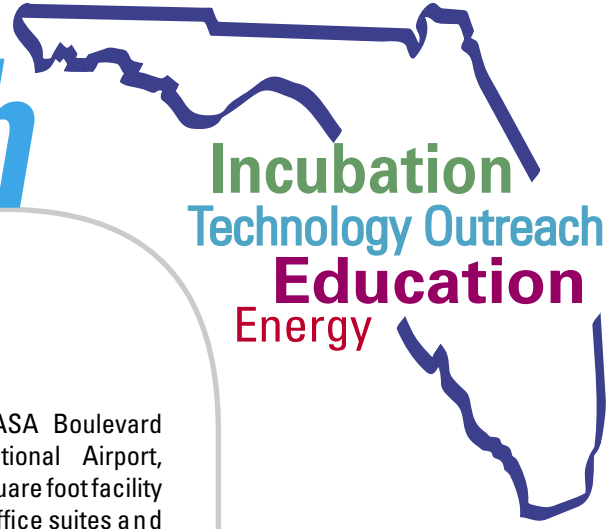 h
Incubation
Technology Outreach
Education
Energy
ASA Boulevard
tional Airport,
uare foot facility
ffice suites and